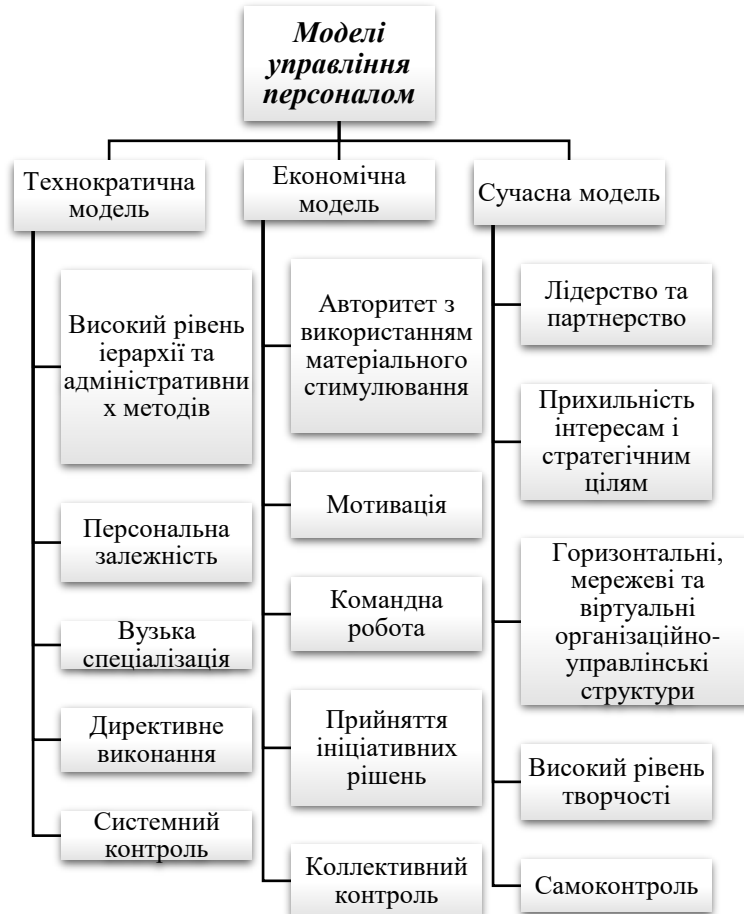 Моделі
управління
персоналом
Технократична
модель
Високий рівень
ієрархії та
адміністративни
х методів
Персональна
залежність
Вузька
спеціалізація
Директивне
виконання
Системний
контроль
Економічна
модель
Авторитет з
використанням
матеріального
стимулювання
Мотивація
Командна
робота
Прийняття
ініціативних
рішень
Коллективний
контроль
Сучасна модель
Лідерство та
партнерство
Прихильність
інтересам і
стратегічним
цілям
Горизонтальні,
мережеві та
віртуальні
організаційно-
управлінські
структури
Високий рівень
творчості
Самоконтроль